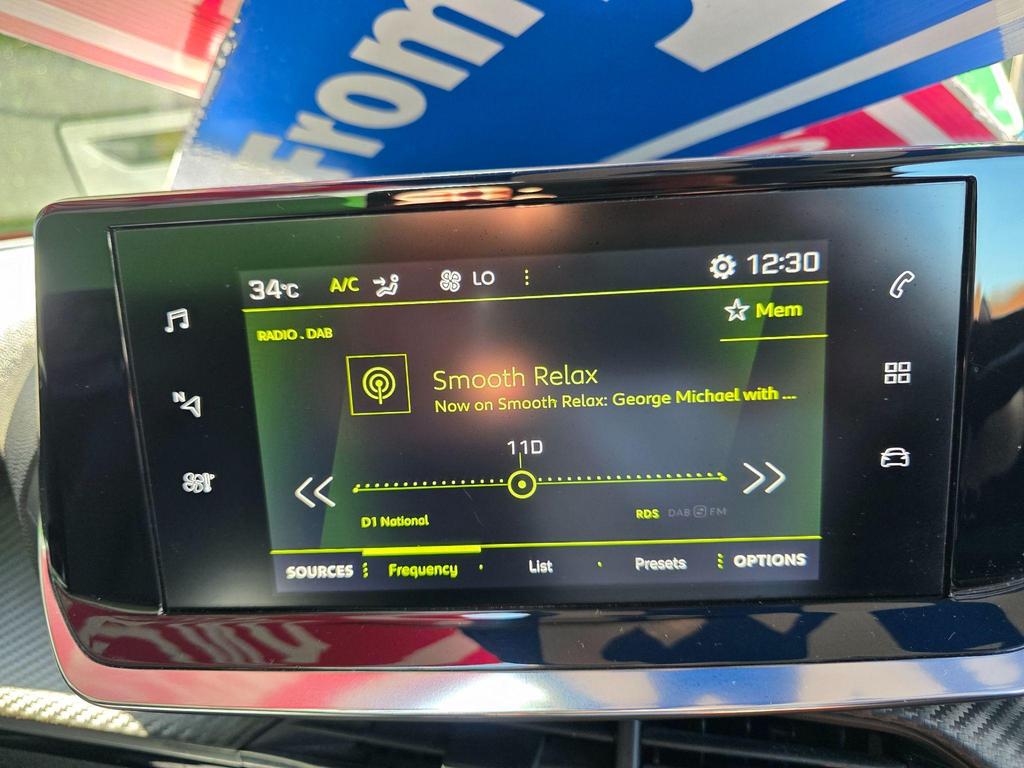 From
34°C A/C LO 12:30
Mem
RADIO . DAB
Smooth Relax
Now on Smooth Relax: George Michael with ...
11D
D1 National
RDS DAB FM
SOURCES Frequency List Presets OPTIONS
N